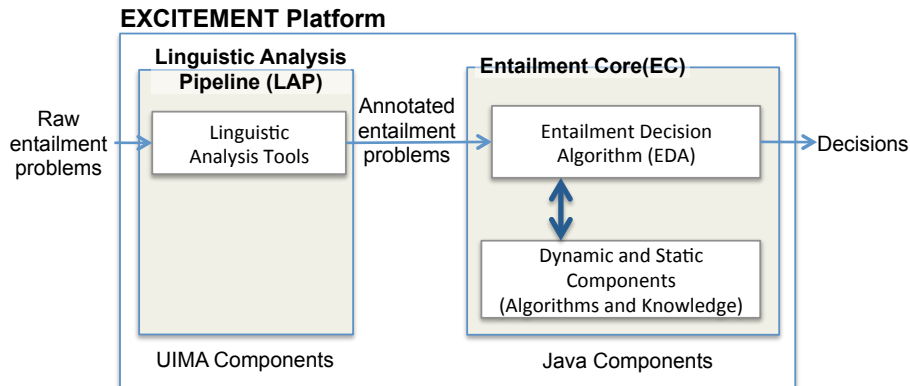 EXCITEMENT Platform
Linguistic Analysis
Pipeline (LAP)
Entailment Core(EC)
Raw
entailment
problems
Linguistic
Analysis Tools
Annotated
entailment
problems
Entailment Decision
Algorithm (EDA)
Decisions
Dynamic and Static
Components
(Algorithms and Knowledge)
UIMA Components
Java Components